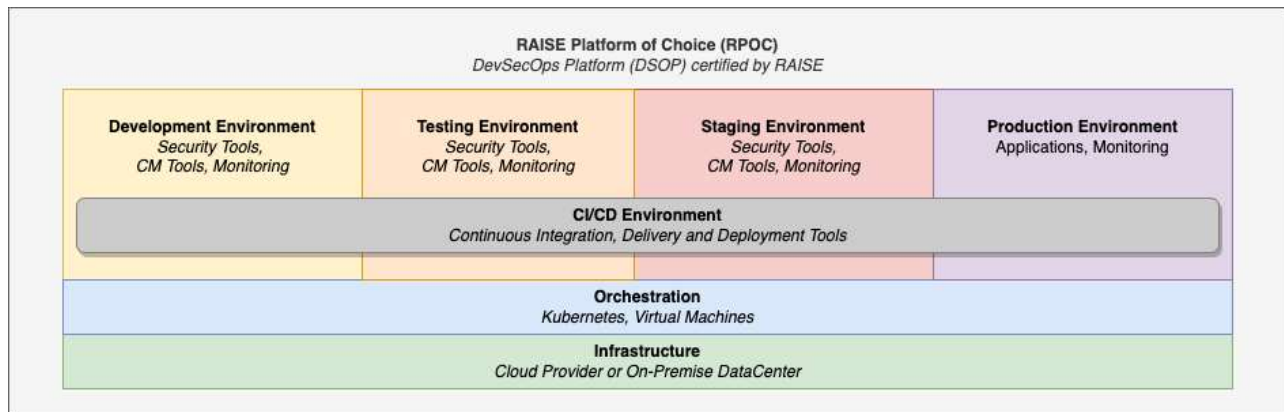 RAISE Platform of Choice (RPOC)
DevSecOps Platform (DSOP) certified by RAISE
Development Environment
Security Tools,
CM Tools, Monitoring
Testing Environment
Security Tools,
CM Tools, Monitoring
Staging Environment
Security Tools,
CM Tools, Monitoring
Production Environment
Applications, Monitoring
CI/CD Environment
Continuous Integration, Delivery and Deployment Tools
Orchestration
Kubernetes, Virtual Machines
Infrastructure
Cloud Provider or On-Premise DataCenter